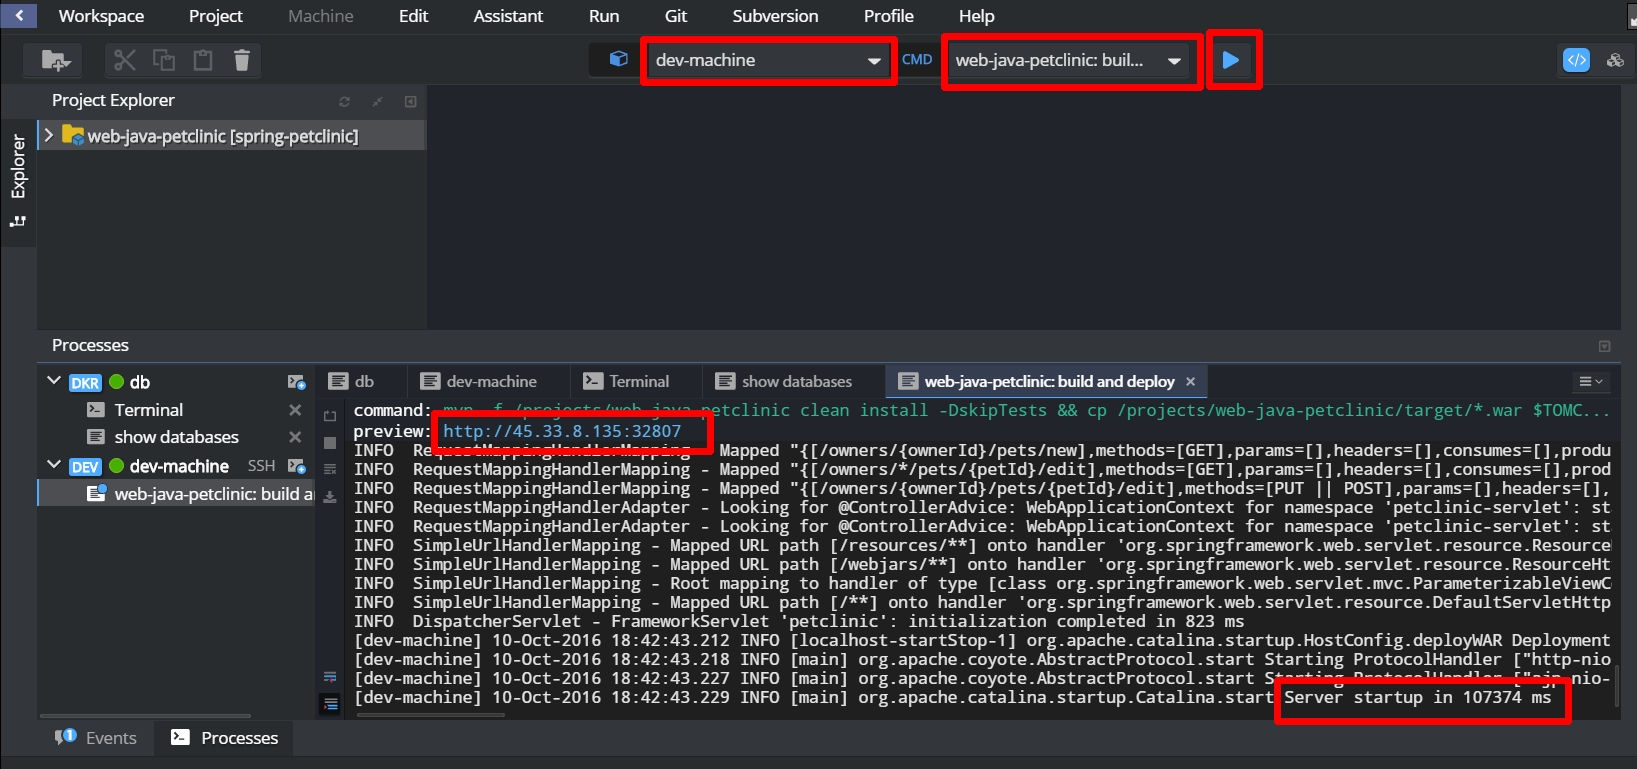 Workspace Project Machine Edit Assistant Run Git Subversion Profile Help
dev-machine CMD web-java-petclinic: buil...
Project Explorer
web-java-petclinic [spring-petclinic]
Explorer
Processes
DKR db
Terminal
show databases
DEV dev-machine SSH
web-java-petclinic: build a
db dev-machine Terminal show databases web-java-petclinic: build and deploy
command: mvn -f /projects/web-java-petclinic clean install -DskipTests && cp /projects/web-java-petclinic/target/*.war $TOMC...
preview: http://45.33.8.135:32807
INFO RequestMappingHandlerMapping - Mapped "{[/owners/{ownerId}/pets/new],methods=[GET],params=[],headers=[],consumes=[],produ
INFO RequestMappingHandlerMapping - Mapped "{[/owners/*/pets/{petId}/edit],methods=[GET],params=[],headers=[],consumes=[],prod
INFO RequestMappingHandlerMapping - Mapped "{[/owners/{ownerId}/pets/{petId}/edit],methods=[PUT || POST],params=[],headers=[],
INFO RequestMappingHandlerAdapter - Looking for @ControllerAdvice: WebApplicationContext for namespace 'petclinic-servlet': sta
INFO RequestMappingHandlerAdapter - Looking for @ControllerAdvice: WebApplicationContext for namespace 'petclinic-servlet': sta
INFO SimpleUrlHandlerMapping - Mapped URL path [/resources/**] onto handler 'org.springframework.web.servlet.resource.Resource
INFO SimpleUrlHandlerMapping - Mapped URL path [/webjars/**] onto handler 'org.springframework.web.servlet.resource.ResourceHt
INFO SimpleUrlHandlerMapping - Root mapping to handler of type [class org.springframework.web.servlet.mvc.ParameterizableViewCo
INFO SimpleUrlHandlerMapping - Mapped URL path [/**] onto handler 'org.springframework.web.servlet.resource.DefaultServletHttp
INFO DispatcherServlet - FrameworkServlet 'petclinic': initialization completed in 823 ms
[dev-machine] 10-Oct-2016 18:42:43.212 INFO [localhost-startStop-1] org.apache.catalina.startup.HostConfig.deployWAR Deployment
[dev-machine] 10-Oct-2016 18:42:43.218 INFO [main] org.apache.coyote.AbstractProtocol.start Starting ProtocolHandler ["http-nio
[dev-machine] 10-Oct-2016 18:42:43.227 INFO [main] org.apache.coyote.AbstractProtocol.start Starting ProtocolHandler ["ajp-nio-
[dev-machine] 10-Oct-2016 18:42:43.229 INFO [main] org.apache.catalina.startup.Catalina.start Server startup in 107374 ms
1 Events Processes